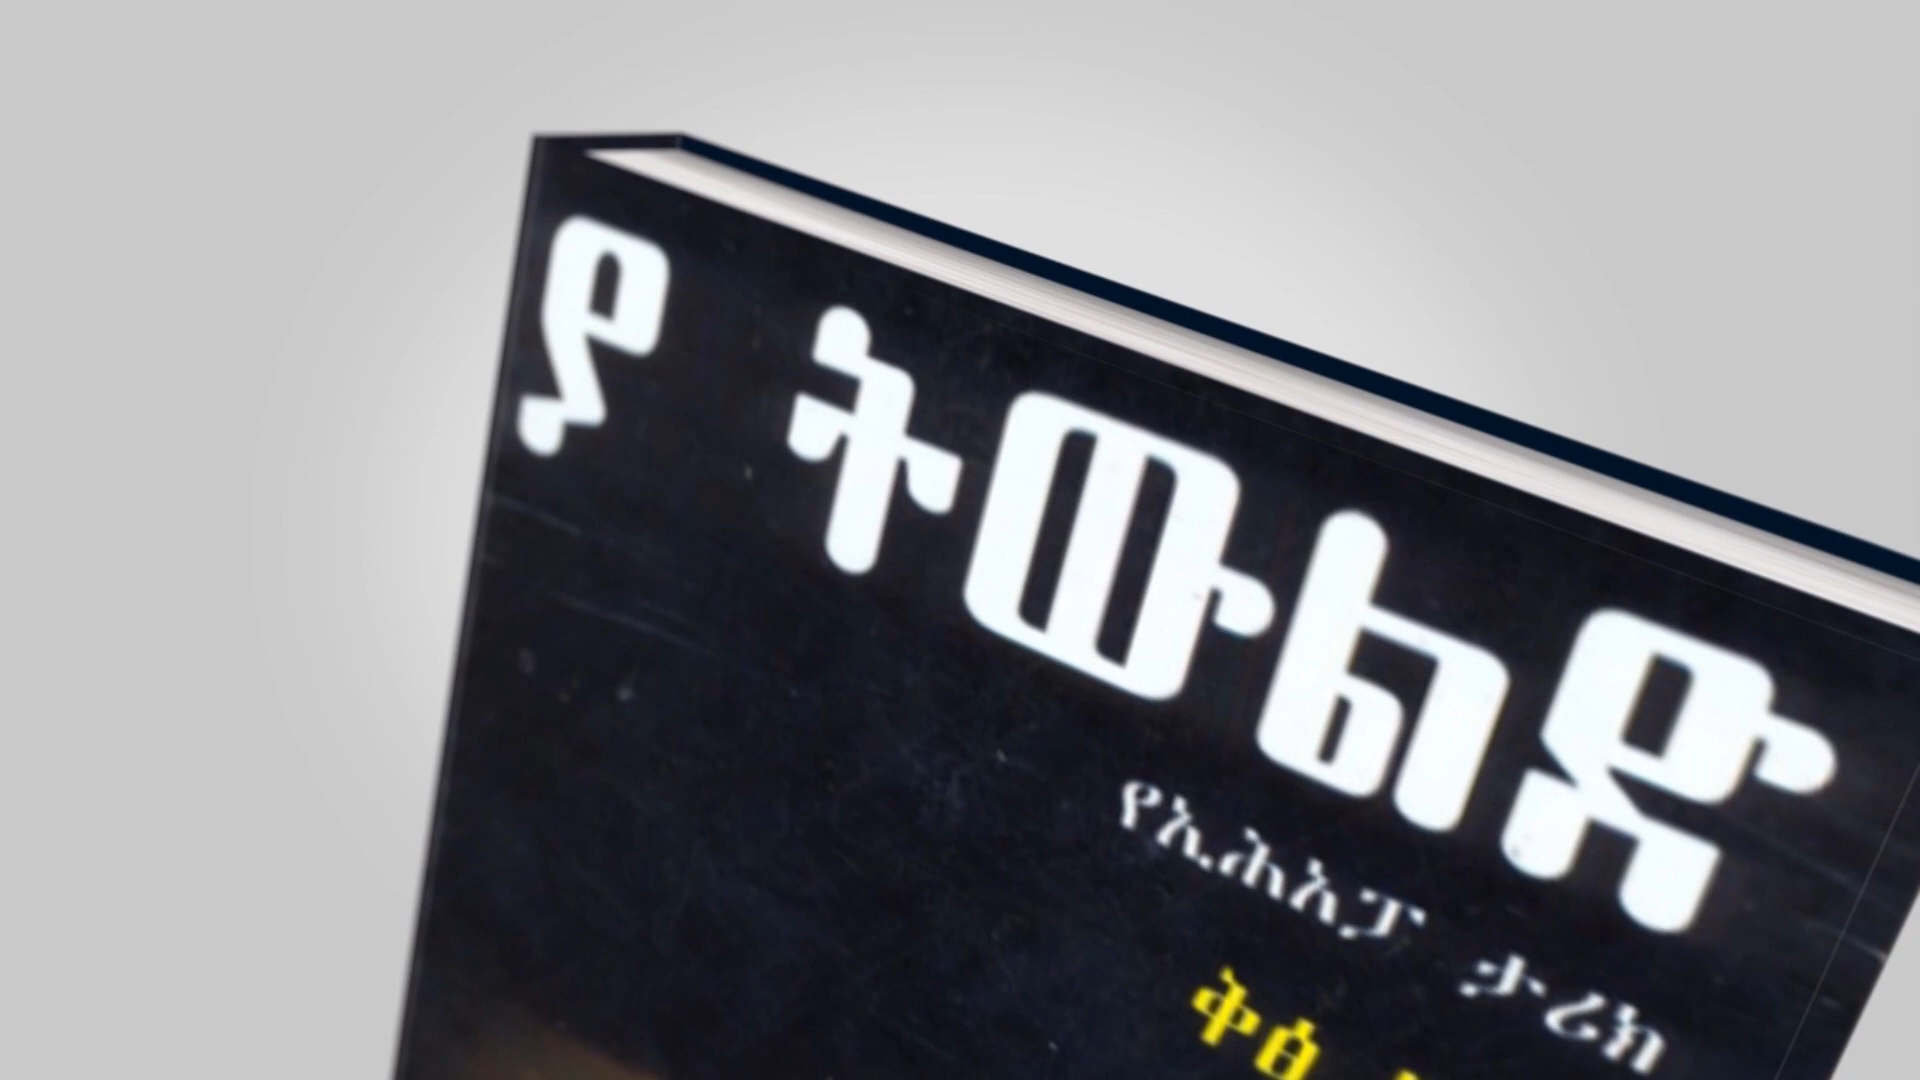 ያ ትውልድ
የኢሕአፓ ታሪክ
ቅፅ